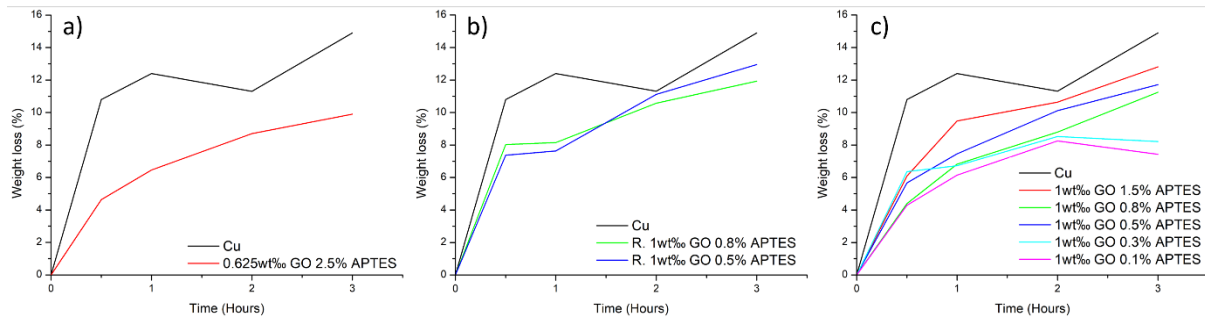 a)
16
14
12
10
8
6
4
2
0
Weight loss (%)
Cu
0.625wt‰ GO 2.5% APTES
0
1
2
3
Time (Hours)
b)
16
14
12
10
8
6
4
2
0
Weight loss (%)
Cu
R. 1wt‰ GO 0.8% APTES
R. 1wt‰ GO 0.5% APTES
0
1
2
3
Time (Hours)
c)
16
14
12
10
8
6
4
2
0
Weight loss (%)
Cu
1wt‰ GO 1.5% APTES
1wt‰ GO 0.8% APTES
1wt‰ GO 0.5% APTES
1wt‰ GO 0.3% APTES
1wt‰ GO 0.1% APTES
0
1
2
3
Time (Hours)